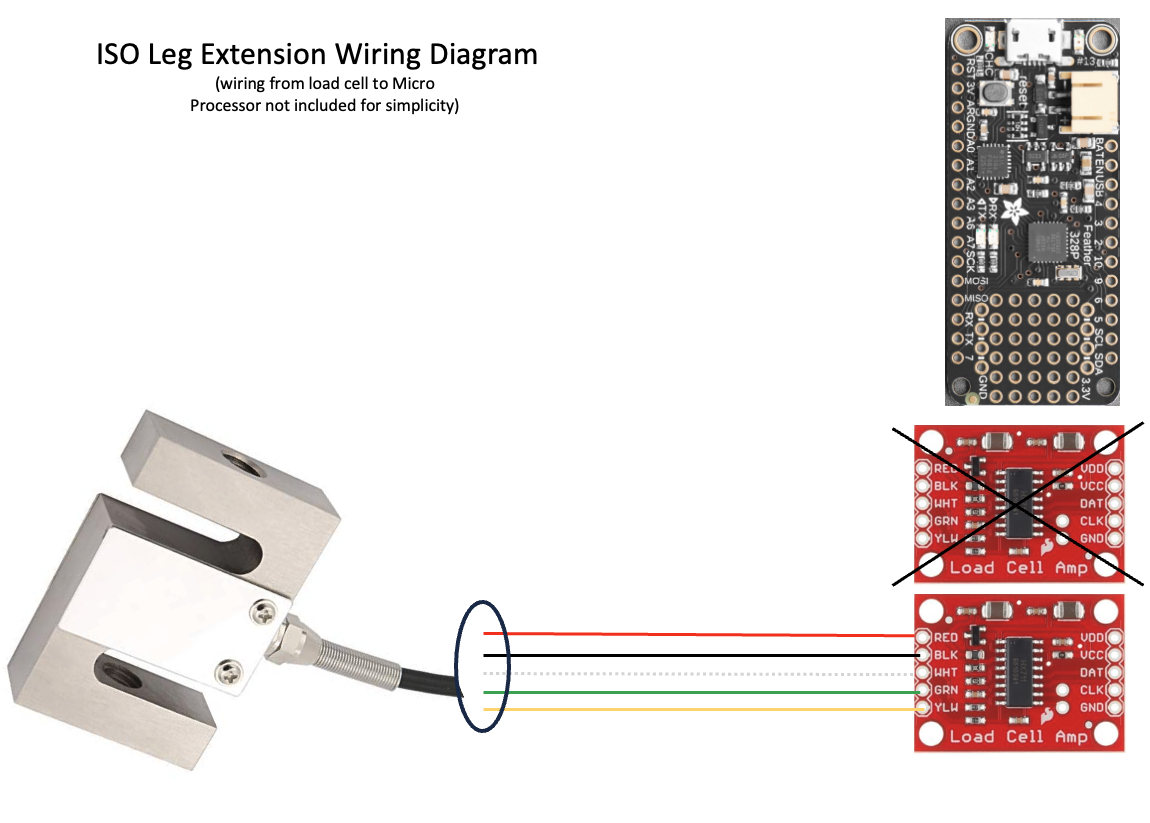 ISO Leg Extension Wiring Diagram
(wiring from load cell to Micro
Processor not included for simplicity)
CHG
#13
RST
3V
AR
GND
A0
A1
A2
A3
A6
A7
SCK
MOSI
MISO
RX
TX
7
GND
reset
◁TX
▷RX
BAT
EN
USB
4
3
2
10
9
6
5
SCL
SDA
3.3V
Feather
328P
RED
BLK
WHT
GRN
YLW
VDD
VCC
DAT
CLK
GND
Load Cell Amp
RED
BLK
WHT
GRN
YLW
VDD
VCC
DAT
CLK
GND
Load Cell Amp